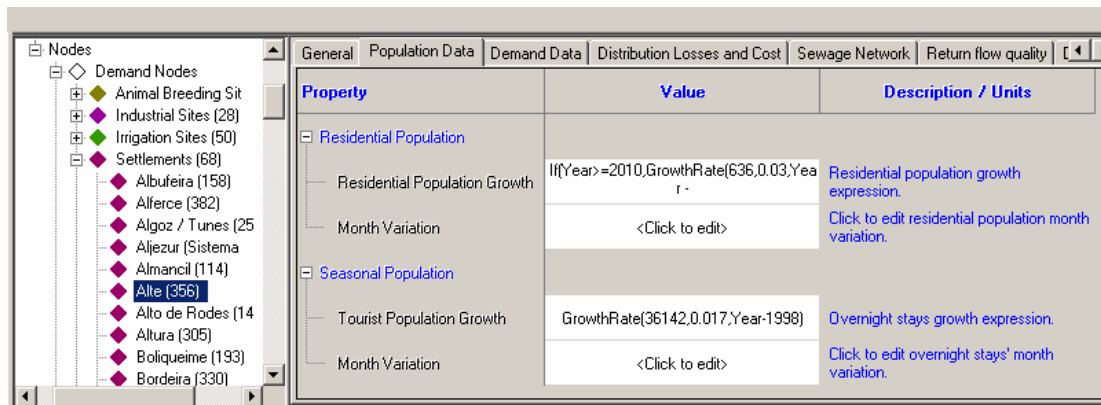 Nodes
Demand Nodes
Animal Breeding Sit
Industrial Sites (28)
Irrigation Sites (50)
Settlements (68)
Albufeira (158)
Alferce (382)
Algoz / Tunes (25
Aljezur (Sistema
Almancil (114)
Alte (356)
Alto de Rodes (14
Altura (305)
Boliqueime (193)
Bordeira (330)
General Population Data Demand Data Distribution Losses and Cost Sewage Network Return flow quality
Property Value Description / Units
Residential Population
Residential Population Growth
If(Year>=2010,GrowthRate(636,0.03,Yea
r -
Residential population growth
expression.
Month Variation
<Click to edit>
Click to edit residential population month
variation.
Seasonal Population
Tourist Population Growth
GrowthRate(36142,0.017,Year-1998)
Overnight stays growth expression.
Month Variation
<Click to edit>
Click to edit overnight stays' month
variation.